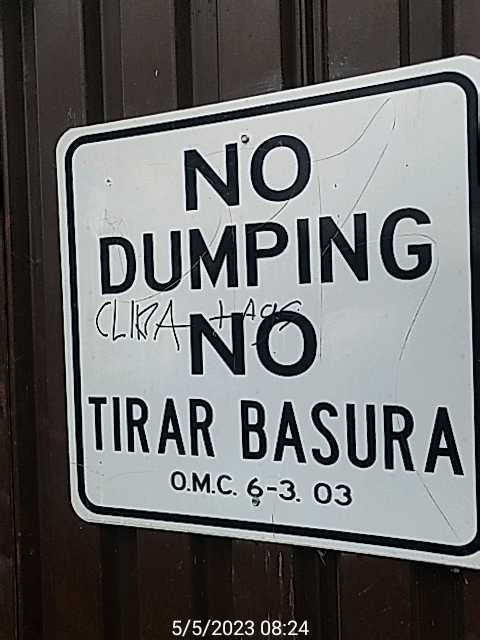 NO
DUMPING
NO
TIRAR BASURA
O.M.C. 6-3. 03
5/5/2023 08:24